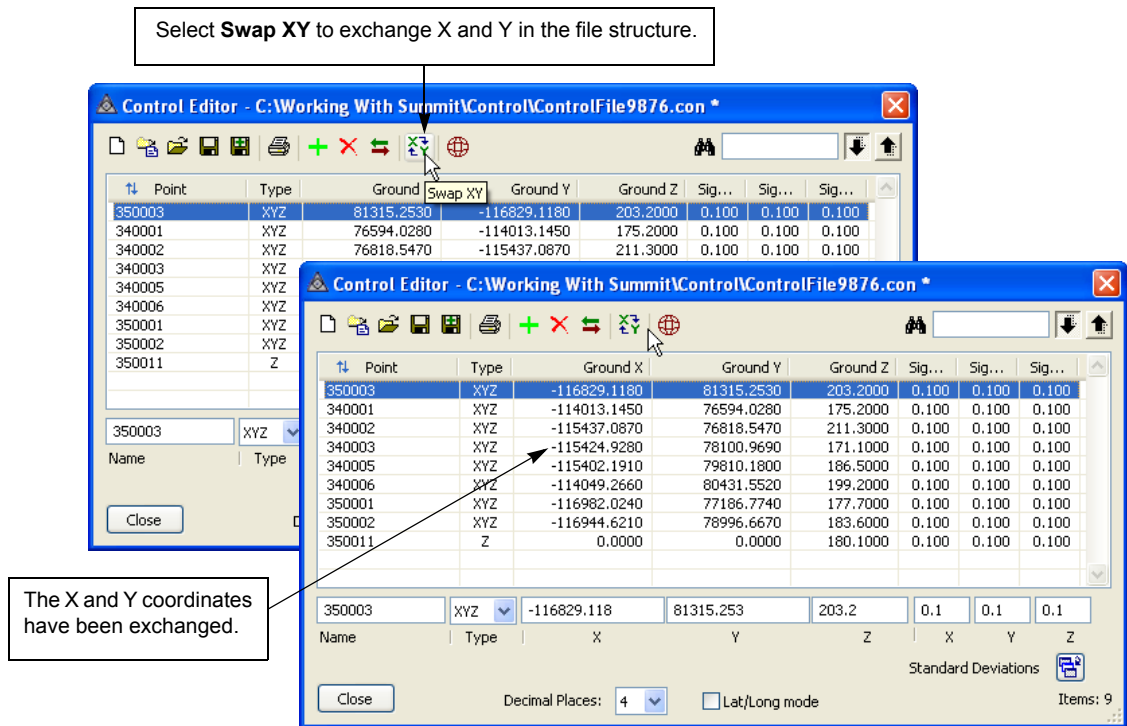 Select Swap XY to exchange X and Y in the file structure.
Control Editor - C:\Working With Summit\Control\ControlFile9876.con *
Point Type Ground Swap XY Ground Y Ground Z Sig... Sig... Sig...
350003 XYZ 81315.2530 -116829.1180 203.2000 0.100 0.100 0.100
340001 XYZ 76594.0280 -114013.1450 175.2000 0.100 0.100 0.100
340002 XYZ 76818.5470 -115437.0870 211.3000 0.100 0.100 0.100
340003 XYZ
340005 XYZ
340006 XYZ
350001 XYZ
350002 XYZ
350011 Z
350003 XYZ
Name Type
Close
Control Editor - C:\Working With Summit\Control\ControlFile9876.con *
Point Type Ground X Ground Y Ground Z Sig... Sig... Sig...
350003 XYZ -116829.1180 81315.2530 203.2000 0.100 0.100 0.100
340001 XYZ -114013.1450 76594.0280 175.2000 0.100 0.100 0.100
340002 XYZ -115437.0870 76818.5470 211.3000 0.100 0.100 0.100
340003 XYZ -115424.9280 78100.9690 171.1000 0.100 0.100 0.100
340005 XYZ -115402.1910 79810.1800 186.5000 0.100 0.100 0.100
340006 XYZ -114049.2660 80431.5520 199.2000 0.100 0.100 0.100
350001 XYZ -116982.0240 77186.7740 177.7000 0.100 0.100 0.100
350002 XYZ -116944.6210 78996.6670 183.6000 0.100 0.100 0.100
350011 Z 0.0000 0.0000 180.1000 0.100 0.100 0.100
350003 XYZ -116829.118 81315.253 203.2 0.1 0.1 0.1
Name Type X Y Z X Y Z
Standard Deviations
Close Decimal Places: 4 Lat/Long mode Items: 9
The X and Y coordinates
have been exchanged.